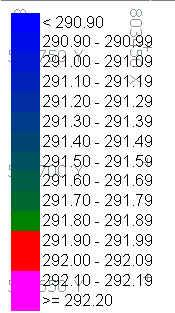 < 290.90
290.90 - 290.99
291.00 - 291.09
291.10 - 291.19
291.20 - 291.29
291.30 - 291.39
291.40 - 291.49
291.50 - 291.59
291.60 - 291.69
291.70 - 291.79
291.80 - 291.89
291.90 - 291.99
292.00 - 292.09
292.10 - 292.19
>= 292.20